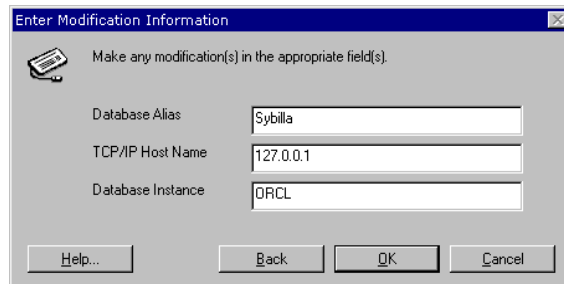 Enter Modification Information
Make any modification(s) in the appropriate field(s).
Database Alias Sybilla
TCP/IP Host Name 127.0.0.1
Database Instance ORCL
Help... Back OK Cancel